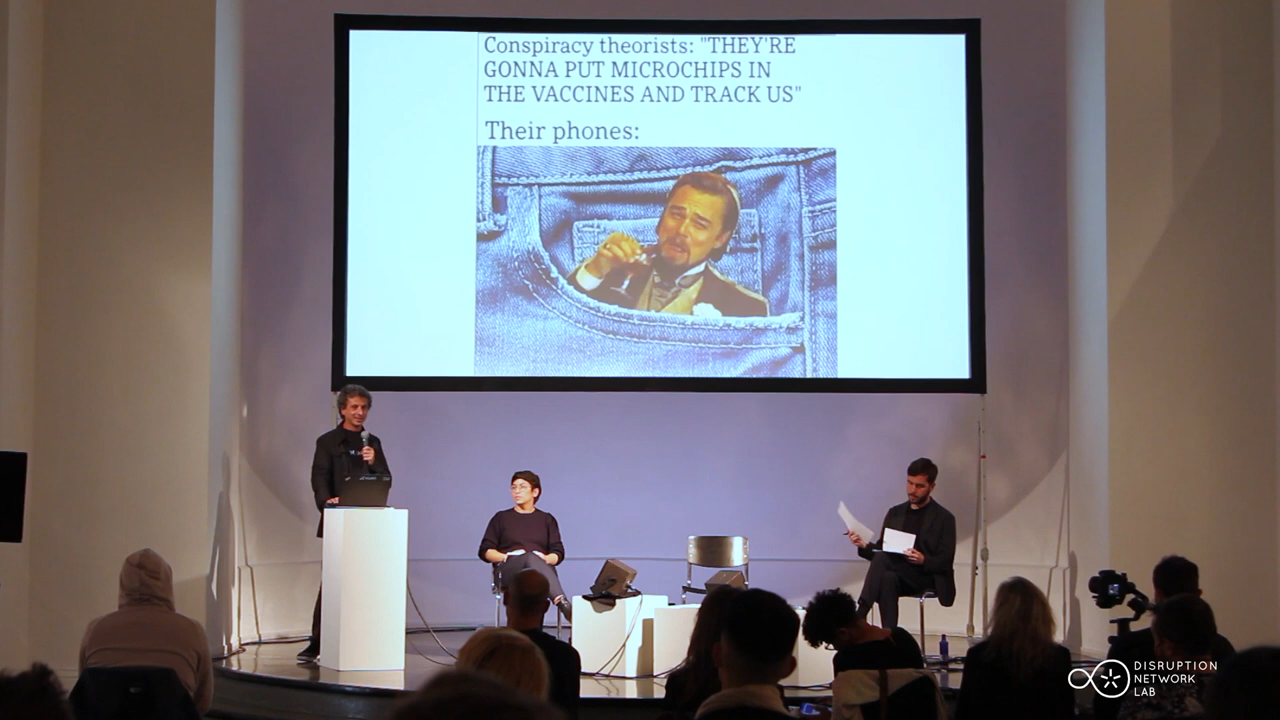 Conspiracy theorists: "THEY'RE
GONNA PUT MICROCHIPS IN
THE VACCINES AND TRACK US"
Their phones:
DISRUPTION
NETWORK
LAB